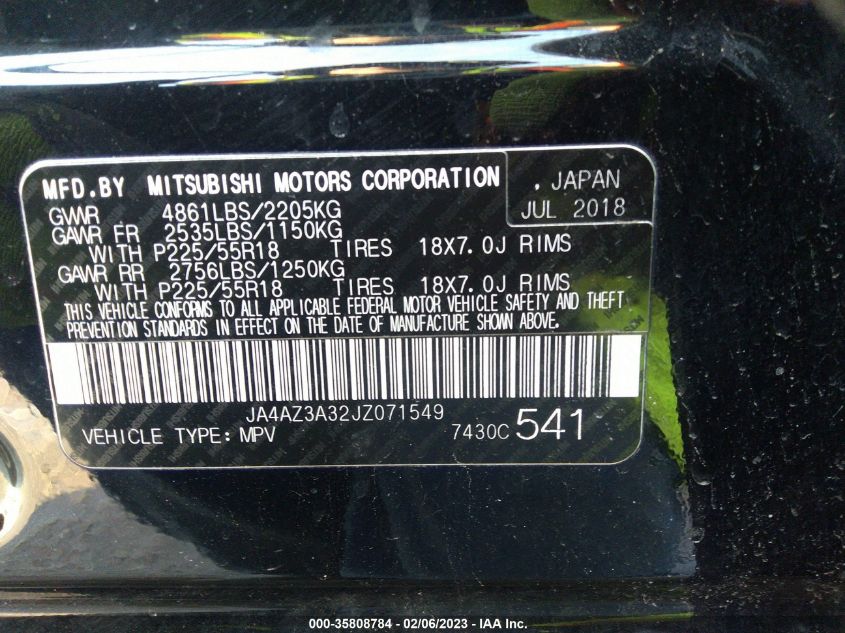 MFD.BY MITSUBISHI MOTORS CORPORATION
, JAPAN
JUL 2018
GVWR 4861LBS/2205KG
GAWR FR 2535LBS/1150KG
WITH P225/55R18 TIRES 18X7.0J RIMS
GAWR RR 2756LBS/1250KG
WITH P225/55R18 TIRES 18X7.0J RIMS
THIS VEHICLE CONFORMS TO ALL APPLICABLE FEDERAL MOTOR VEHICLE SAFETY AND THEFT
PREVENTION STANDARDS IN EFFECT ON THE DATE OF MANUFACTURE SHOWN ABOVE.
JA4AZ3A32JZ071549
VEHICLE TYPE: MPV 7430C 541
000-35808784 - 02/06/2023 - IAA Inc.